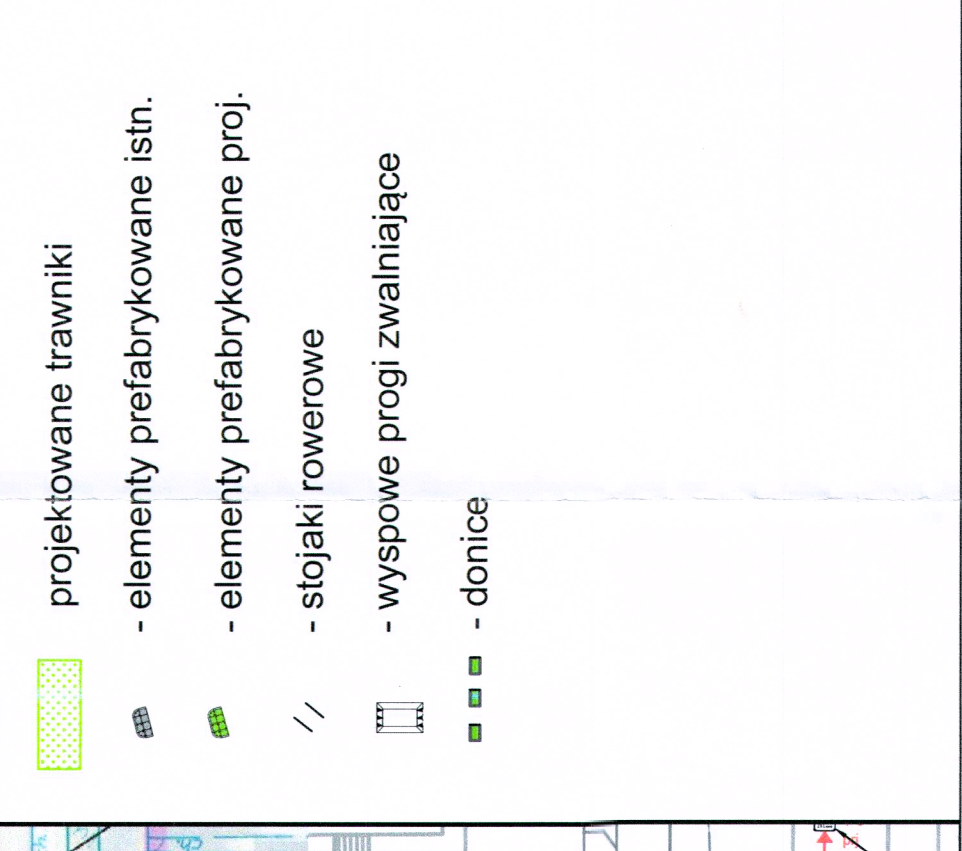 projektowane trawniki
- elementy prefabrykowane istn.
- elementy prefabrykowane proj.
- stojaki rowerowe
- wyspowe progi zwalniające
- donice